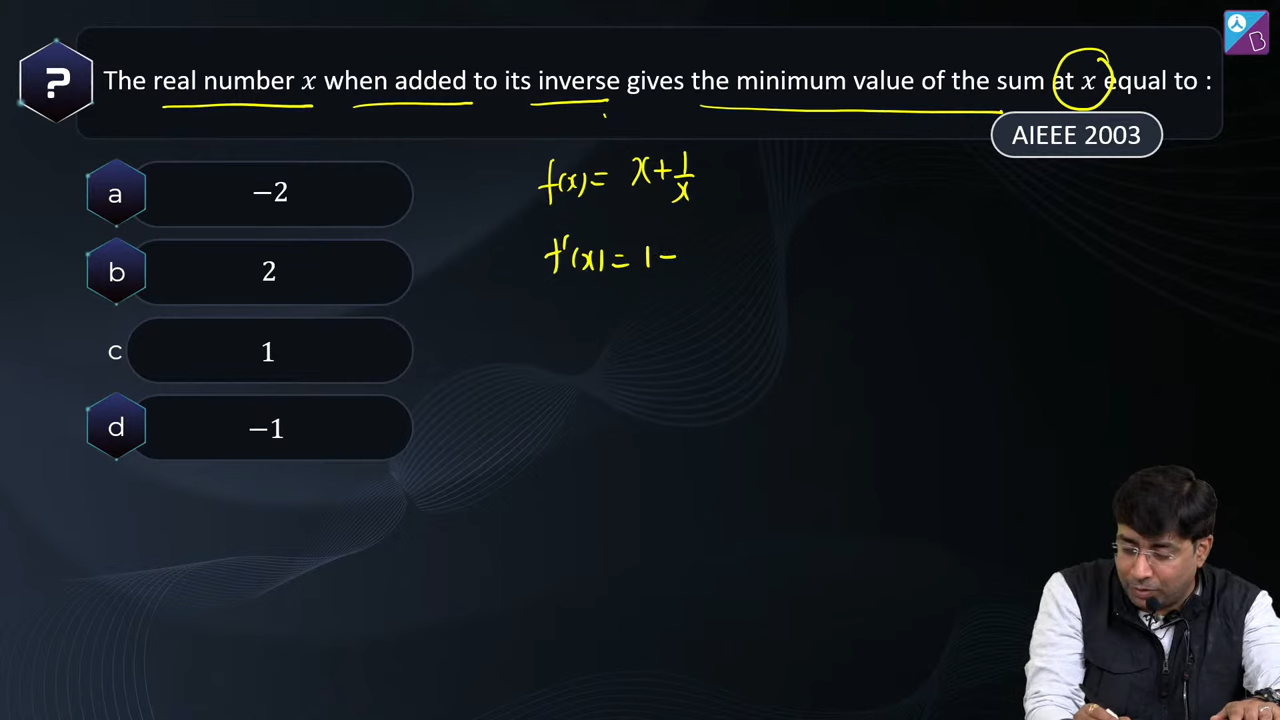 ? The real number x when added to its inverse gives the minimum value of the sum at x equal to :
AIEEE 2003
a −2
b 2
c 1
d −1
f(x) = x + 1/x
f'(x) = 1 −
B